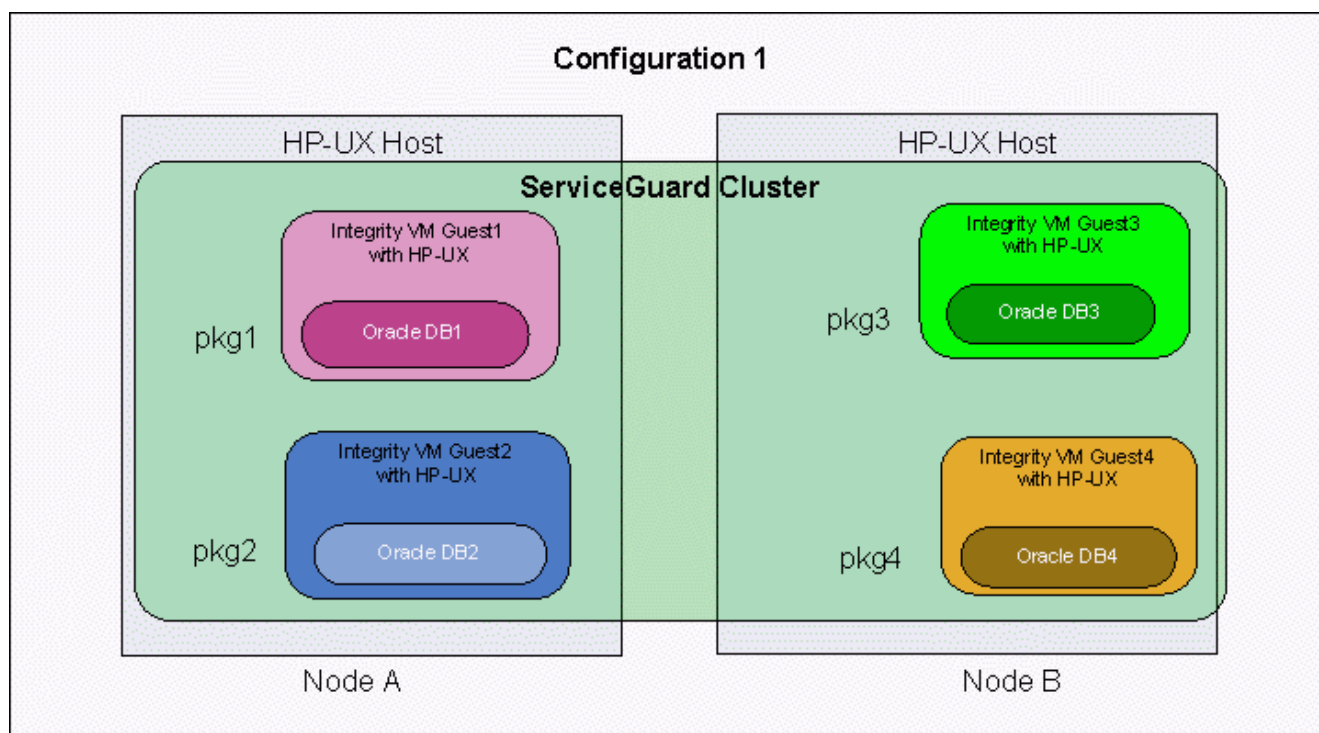 Configuration 1
HP-UX Host
HP-UX Host
ServiceGuard Cluster
Integrity VM Guest1
with HP-UX
Oracle DB1
pkg1
Integrity VM Guest3
with HP-UX
Oracle DB3
pkg3
Integrity VM Guest2
with HP-UX
Oracle DB2
pkg2
Integrity VM Guest4
with HP-UX
Oracle DB4
pkg4
Node A
Node B